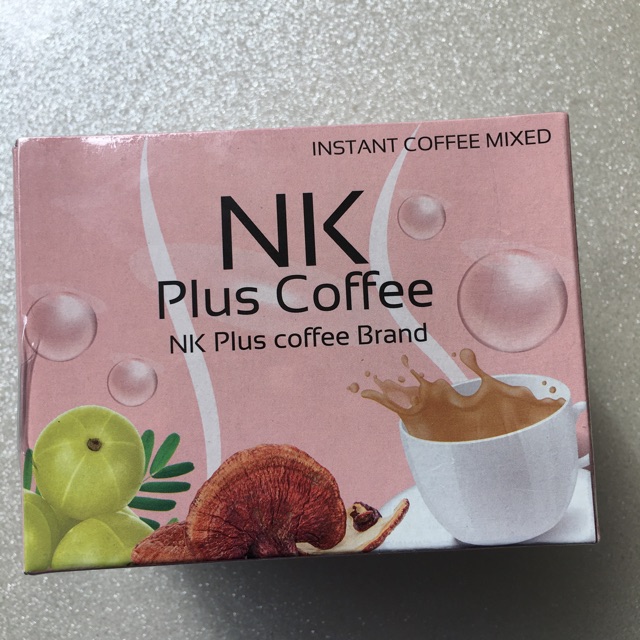 INSTANT COFFEE MIXED
NK
Plus Coffee
NK Plus coffee Brand